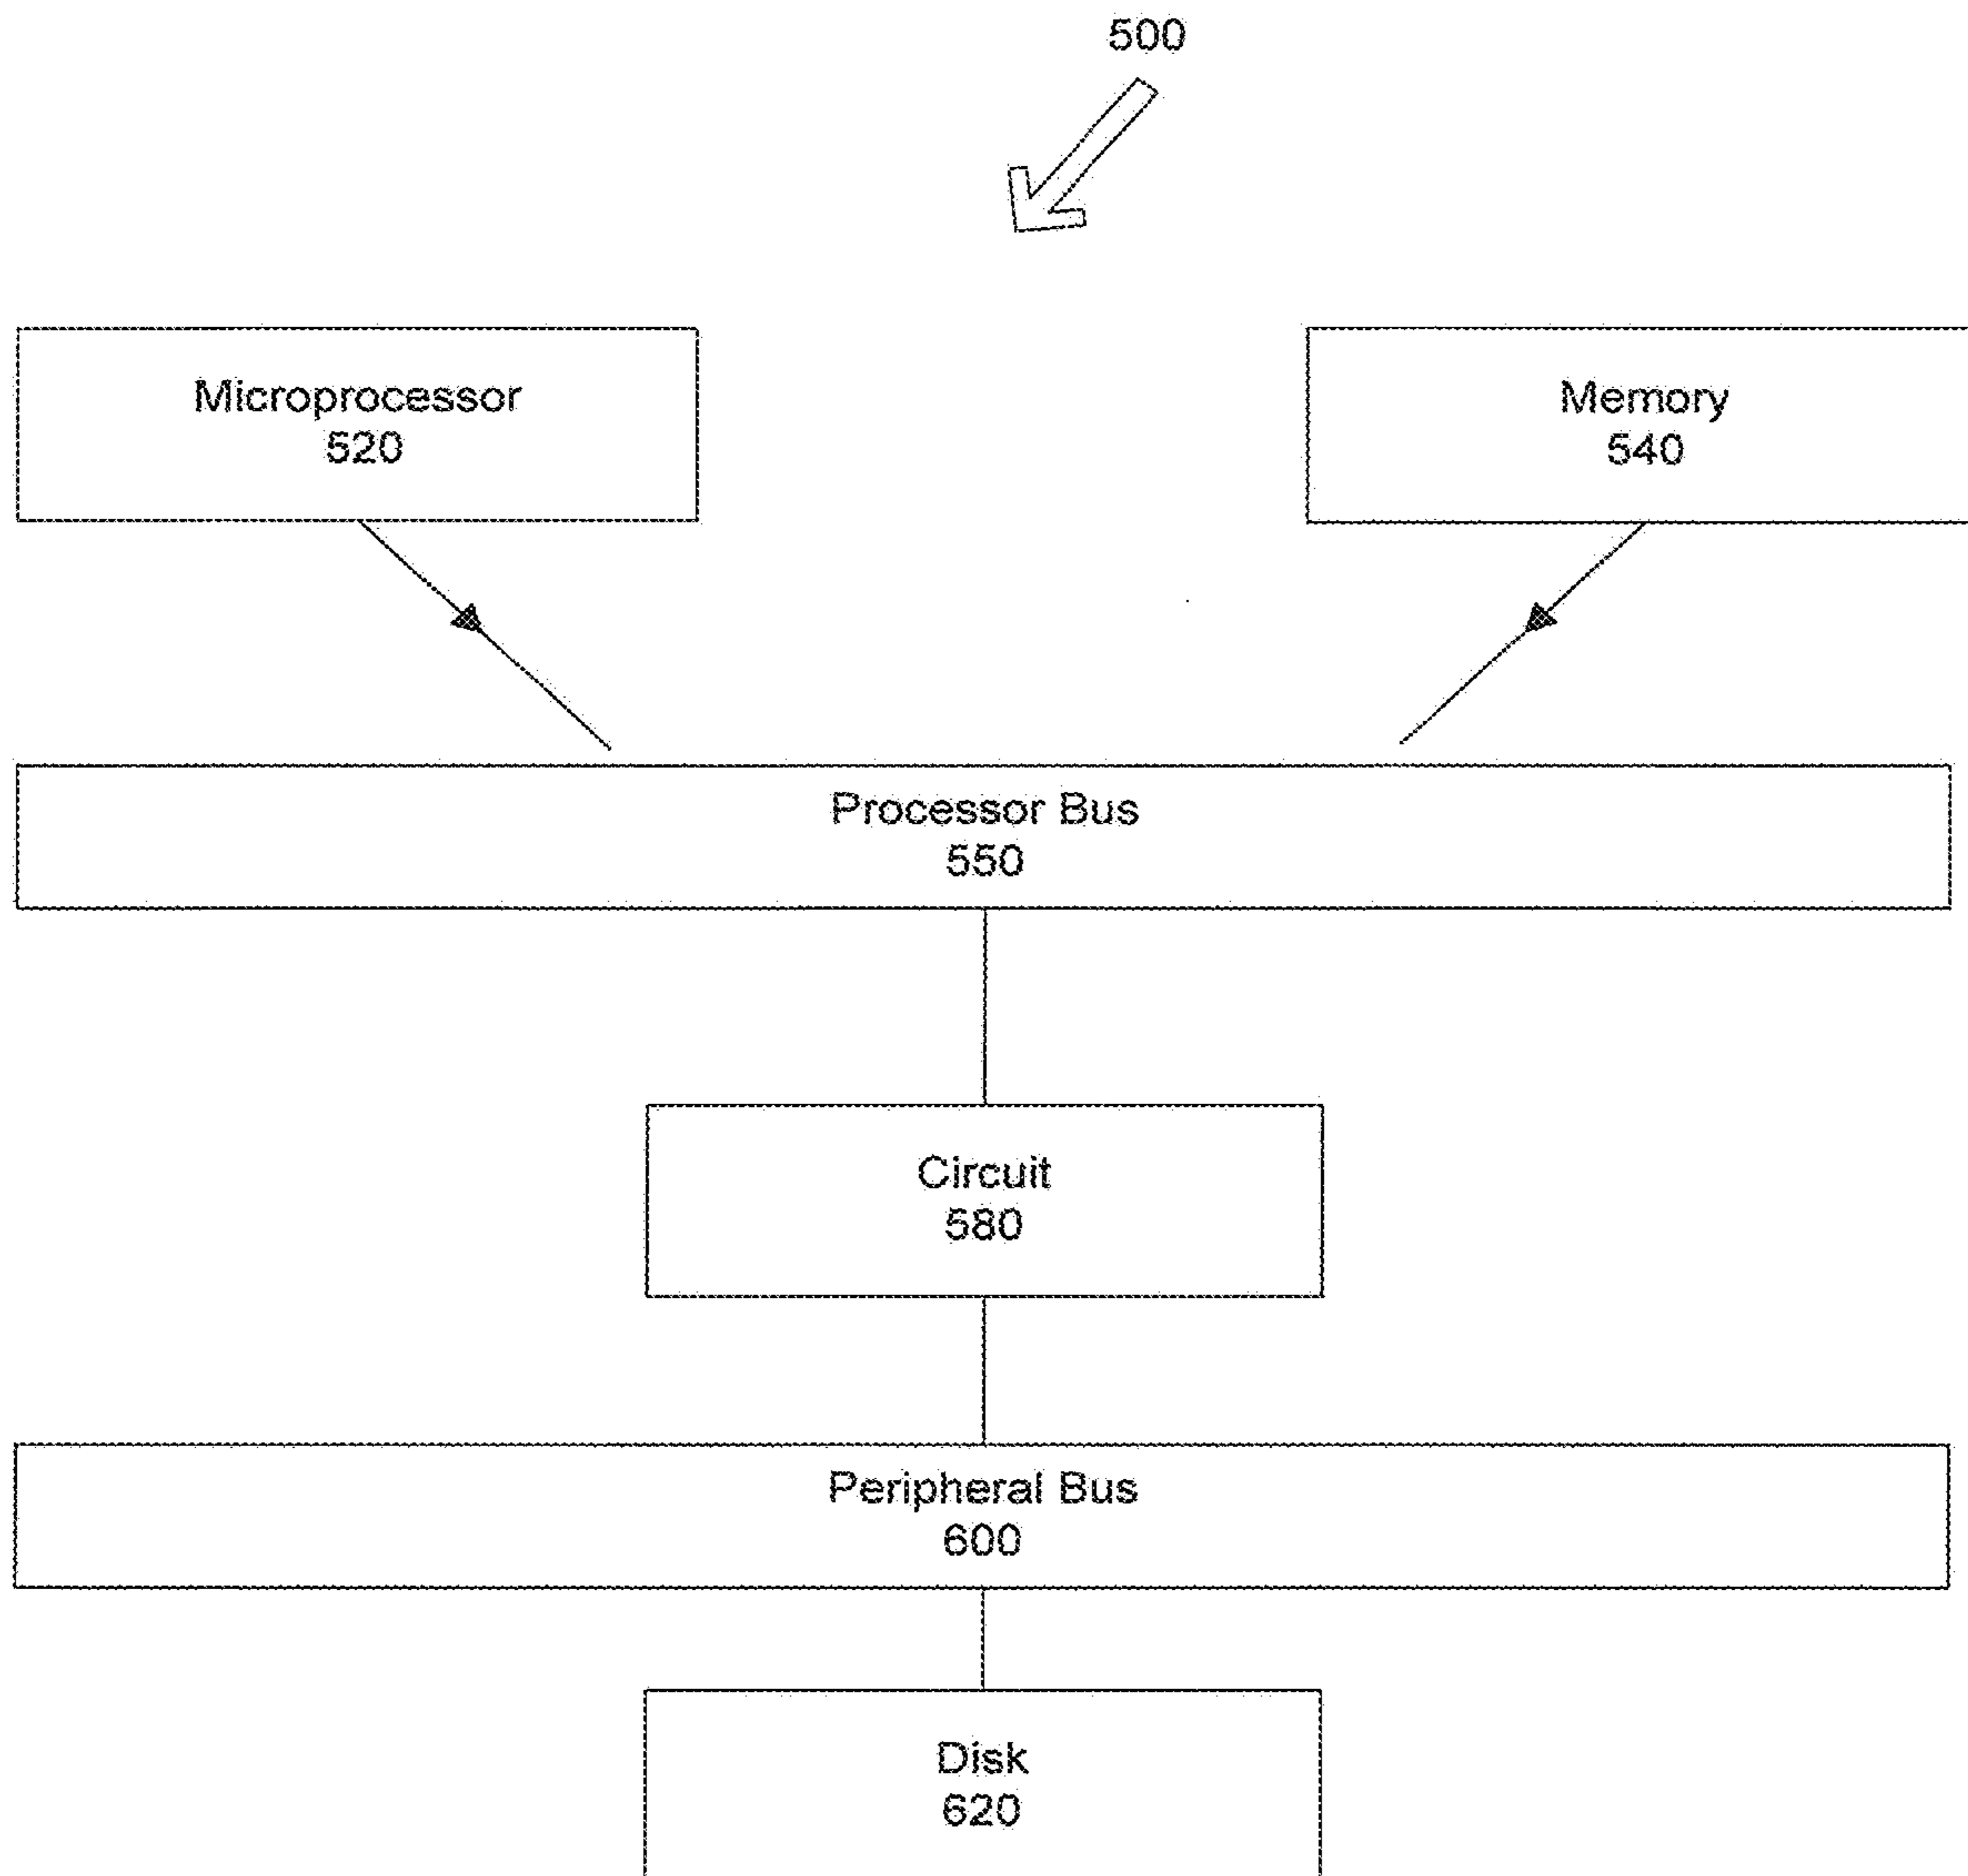 500
Microprocessor
520
Memory
540
Processor Bus
550
Circuit
580
Peripheral Bus
600
Disk
620